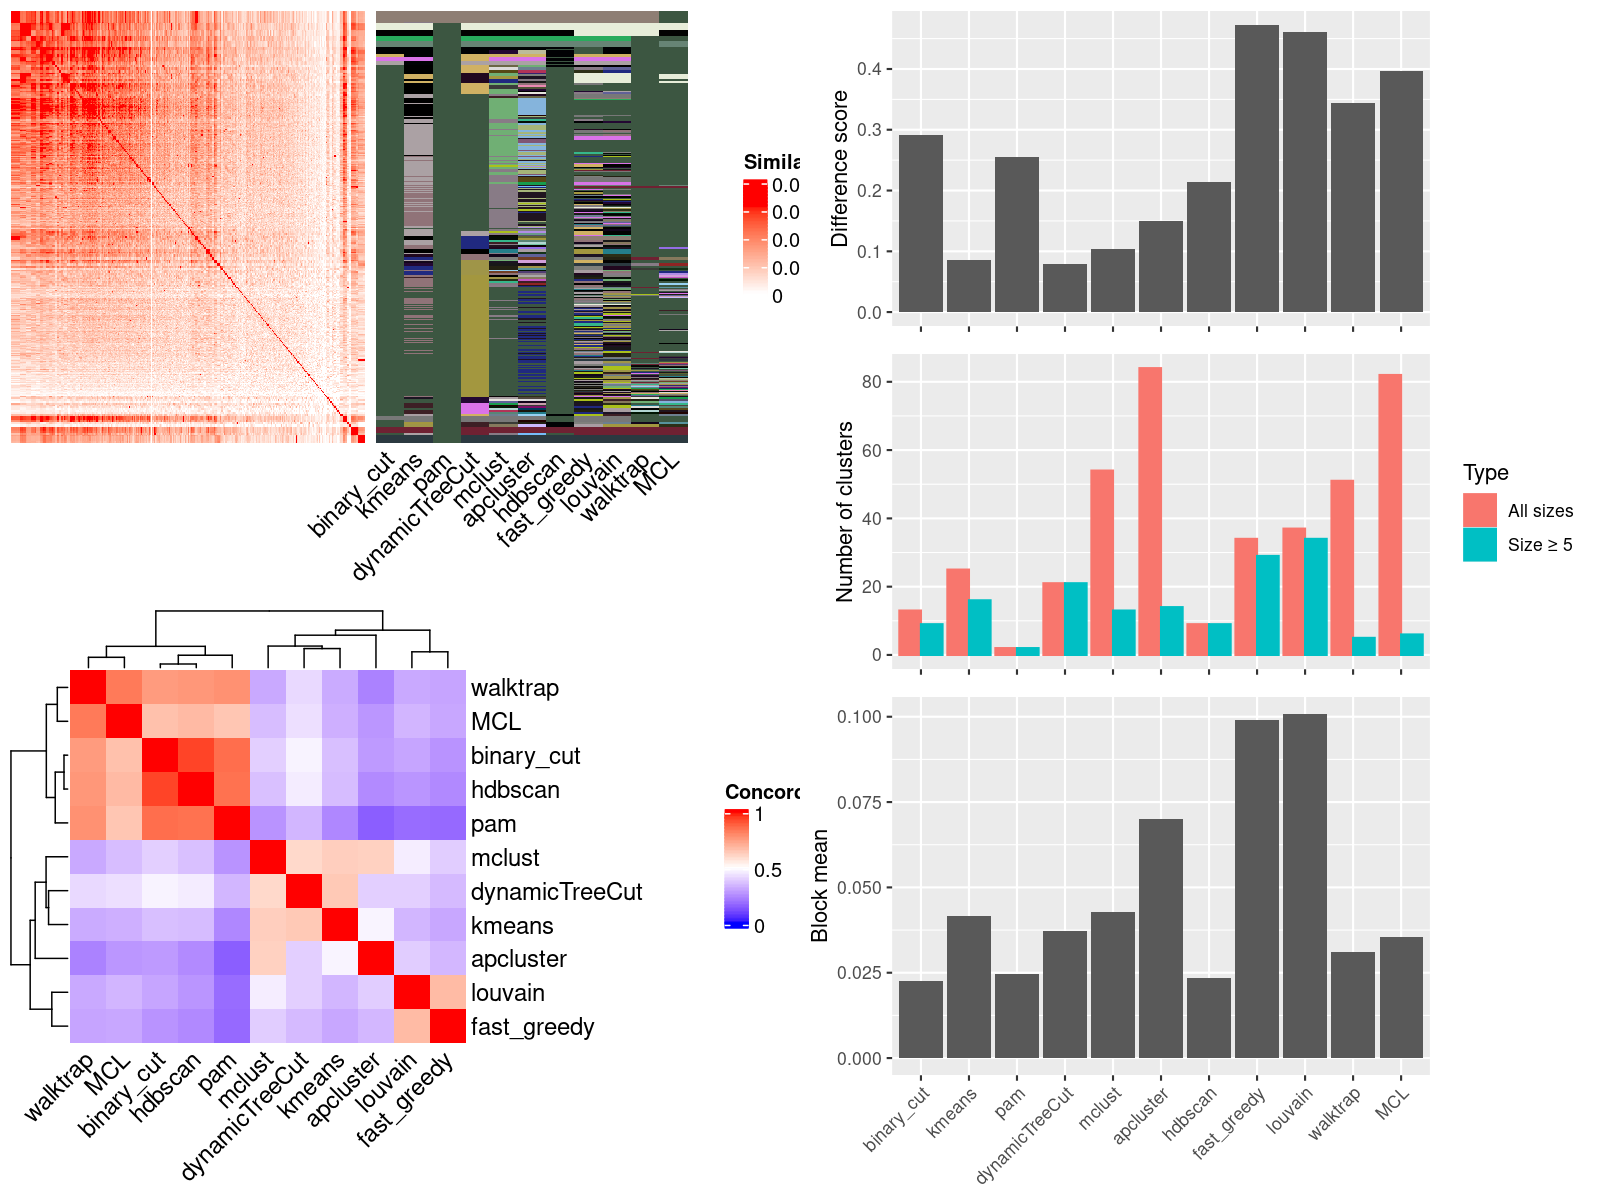 Simila
0.0
0.0
0.0
0.0
0
binary_cut
kmeans
pam
dynamicTreeCut
mclust
apcluster
hdbscan
fast_greedy
louvain
walktrap
MCL
walktrap
MCL
binary_cut
hdbscan
pam
mclust
dynamicTreeCut
kmeans
apcluster
louvain
fast_greedy
walktrap
MCL
binary_cut
hdbscan
pam
mclust
dynamicTreeCut
kmeans
apcluster
louvain
fast_greedy
Concord
1
0.5
0
Difference score
0.4
0.3
0.2
0.1
0.0
Number of clusters
80
60
40
20
0
Type
All sizes
Size ≥ 5
Block mean
0.100
0.075
0.050
0.025
0.000
binary_cut
kmeans
pam
dynamicTreeCut
mclust
apcluster
hdbscan
fast_greedy
louvain
walktrap
MCL